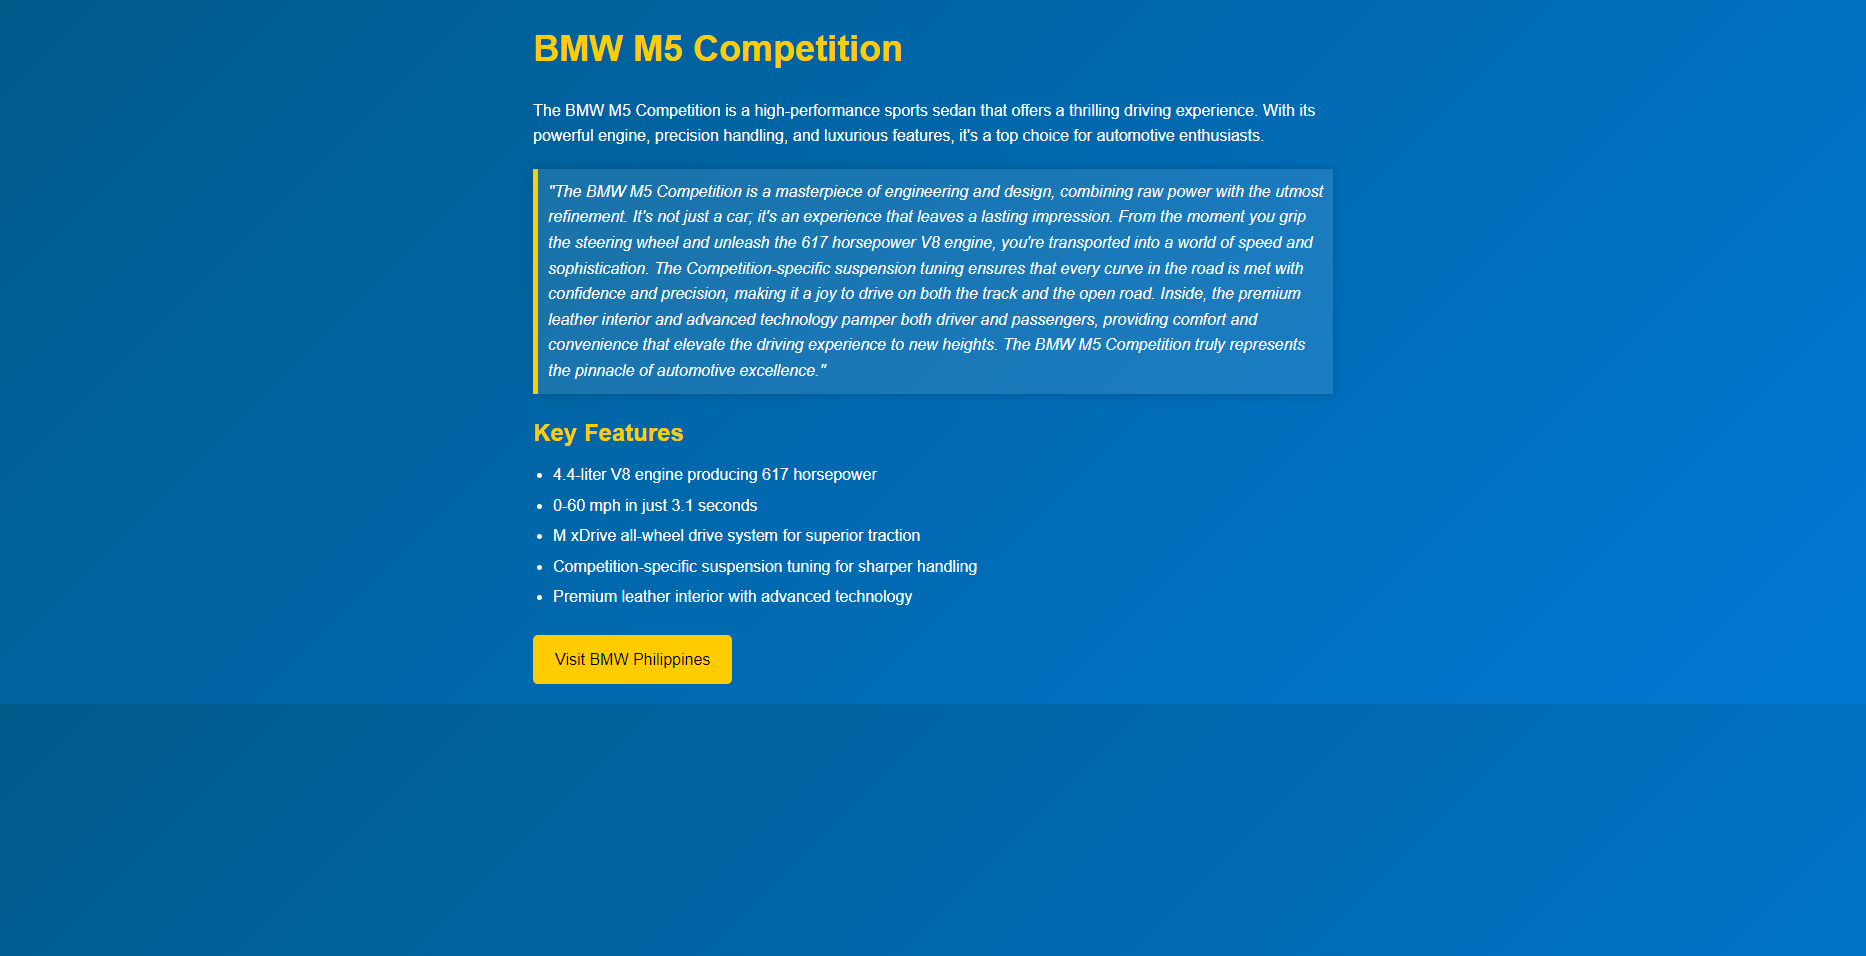 BMW M5 Competition
The BMW M5 Competition is a high-performance sports sedan that offers a thrilling driving experience. With its
powerful engine, precision handling, and luxurious features, it's a top choice for automotive enthusiasts.
"The BMW M5 Competition is a masterpiece of engineering and design, combining raw power with the utmost
refinement. It's not just a car; it's an experience that leaves a lasting impression. From the moment you grip
the steering wheel and unleash the 617 horsepower V8 engine, you're transported into a world of speed and
sophistication. The Competition-specific suspension tuning ensures that every curve in the road is met with
confidence and precision, making it a joy to drive on both the track and the open road. Inside, the premium
leather interior and advanced technology pamper both driver and passengers, providing comfort and
convenience that elevate the driving experience to new heights. The BMW M5 Competition truly represents
the pinnacle of automotive excellence."
Key Features
• 4.4-liter V8 engine producing 617 horsepower
• 0-60 mph in just 3.1 seconds
• M xDrive all-wheel drive system for superior traction
• Competition-specific suspension tuning for sharper handling
• Premium leather interior with advanced technology
Visit BMW Philippines